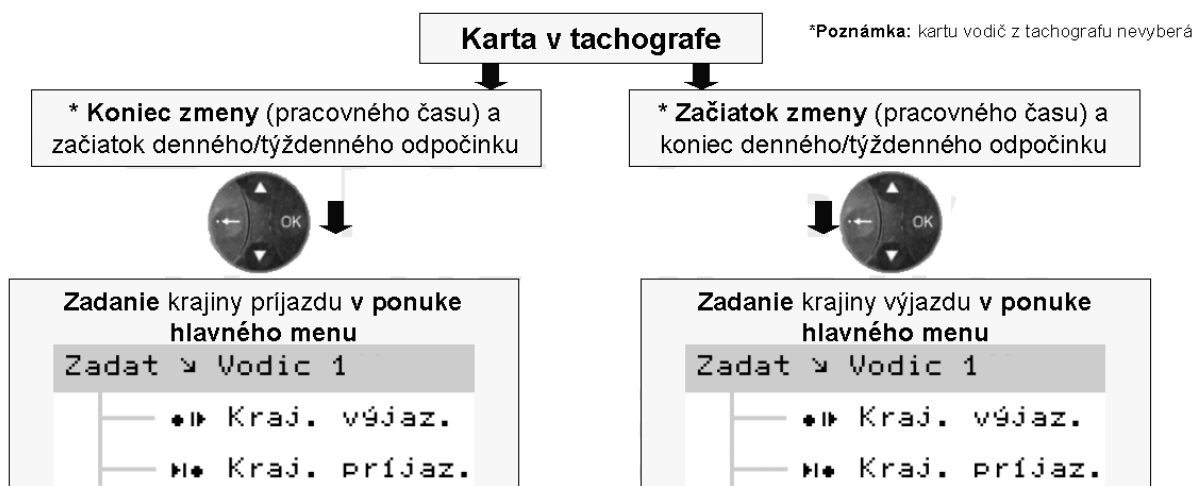 Karta v tachografe
*Poznámka: kartu vodič z tachografu nevyberá
* Koniec zmeny (pracovného času) a
začiatok denného/týždenného odpočinku
* Začiatok zmeny (pracovného času) a
koniec denného/týždenného odpočinku
OK
OK
Zadanie krajiny príjazdu v ponuke
hlavného menu
Zadat ↘ Vodic 1
Kraj. výjaz.
Kraj. príjaz.
Zadanie krajiny výjazdu v ponuke
hlavného menu
Zadat ↘ Vodic 1
Kraj. výjaz.
Kraj. príjaz.